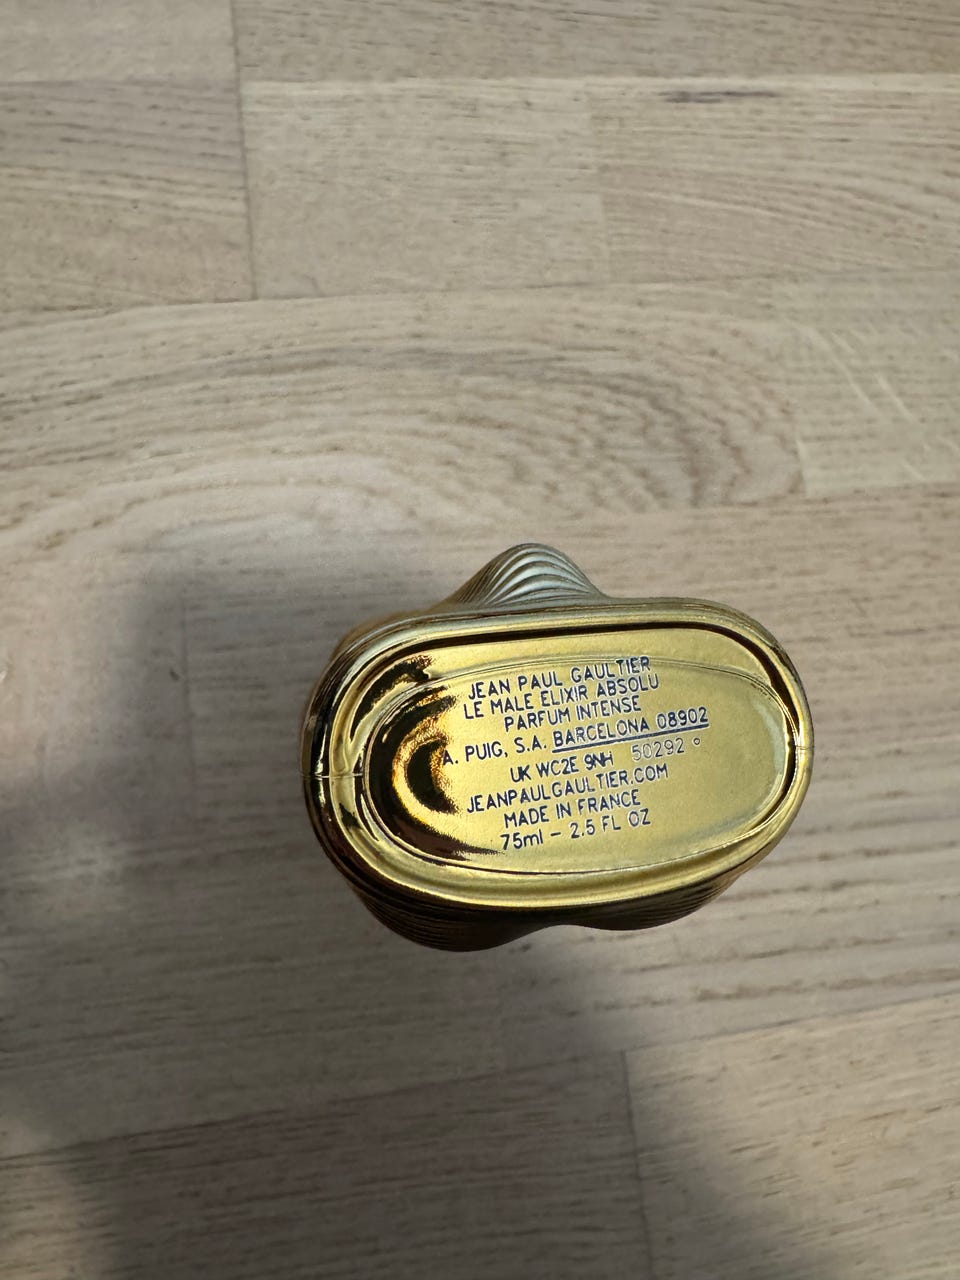 JEAN PAUL GAULTIER
LE MALE ELIXIR ABSOLU
PARFUM INTENSE
A. PUIG, S.A. BARCELONA 08902
UK WC2E 9NH 50292
JEANPAULGAULTIER.COM
MADE IN FRANCE
75ml - 2.5 FL OZ